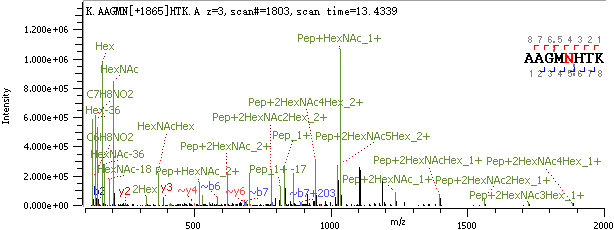 K.AAGMN[+1865]HTK.A z=3,scan#=1803,scan time=13.4339
1.200e+06
1.000e+06
8.000e+05
6.000e+05
4.000e+05
2.000e+05
0.000e+00
Intensity
Hex
HexNAc
C7H8NO2
Hex-36
C6H8NO2
HexNAc-36
HexNAc-18
b2
y2
2Hex
HexNAcHex
y3
Pep+HexNAc_2+
~y4
~b6
Pep+2HexNAc_2+
~y6
~b7
Pep+2HexNAc2Hex_2+
Pep_1+
Pep_1+-17
Pep+2HexNAc4Hex_2+
~b7+203
Pep+HexNAc_1+
Pep+2HexNAc5Hex_2+
Pep+2HexNAc_1+
Pep+2HexNAcHex_1+
Pep+2HexNAc2Hex_1+
Pep+2HexNAc3Hex_1+
Pep+2HexNAc4Hex_1+
8 7 6 5 4 3 2 1
AAGMNHTK
1 2 3 4 5 6 7 8
500
1000
1500
2000
m/z